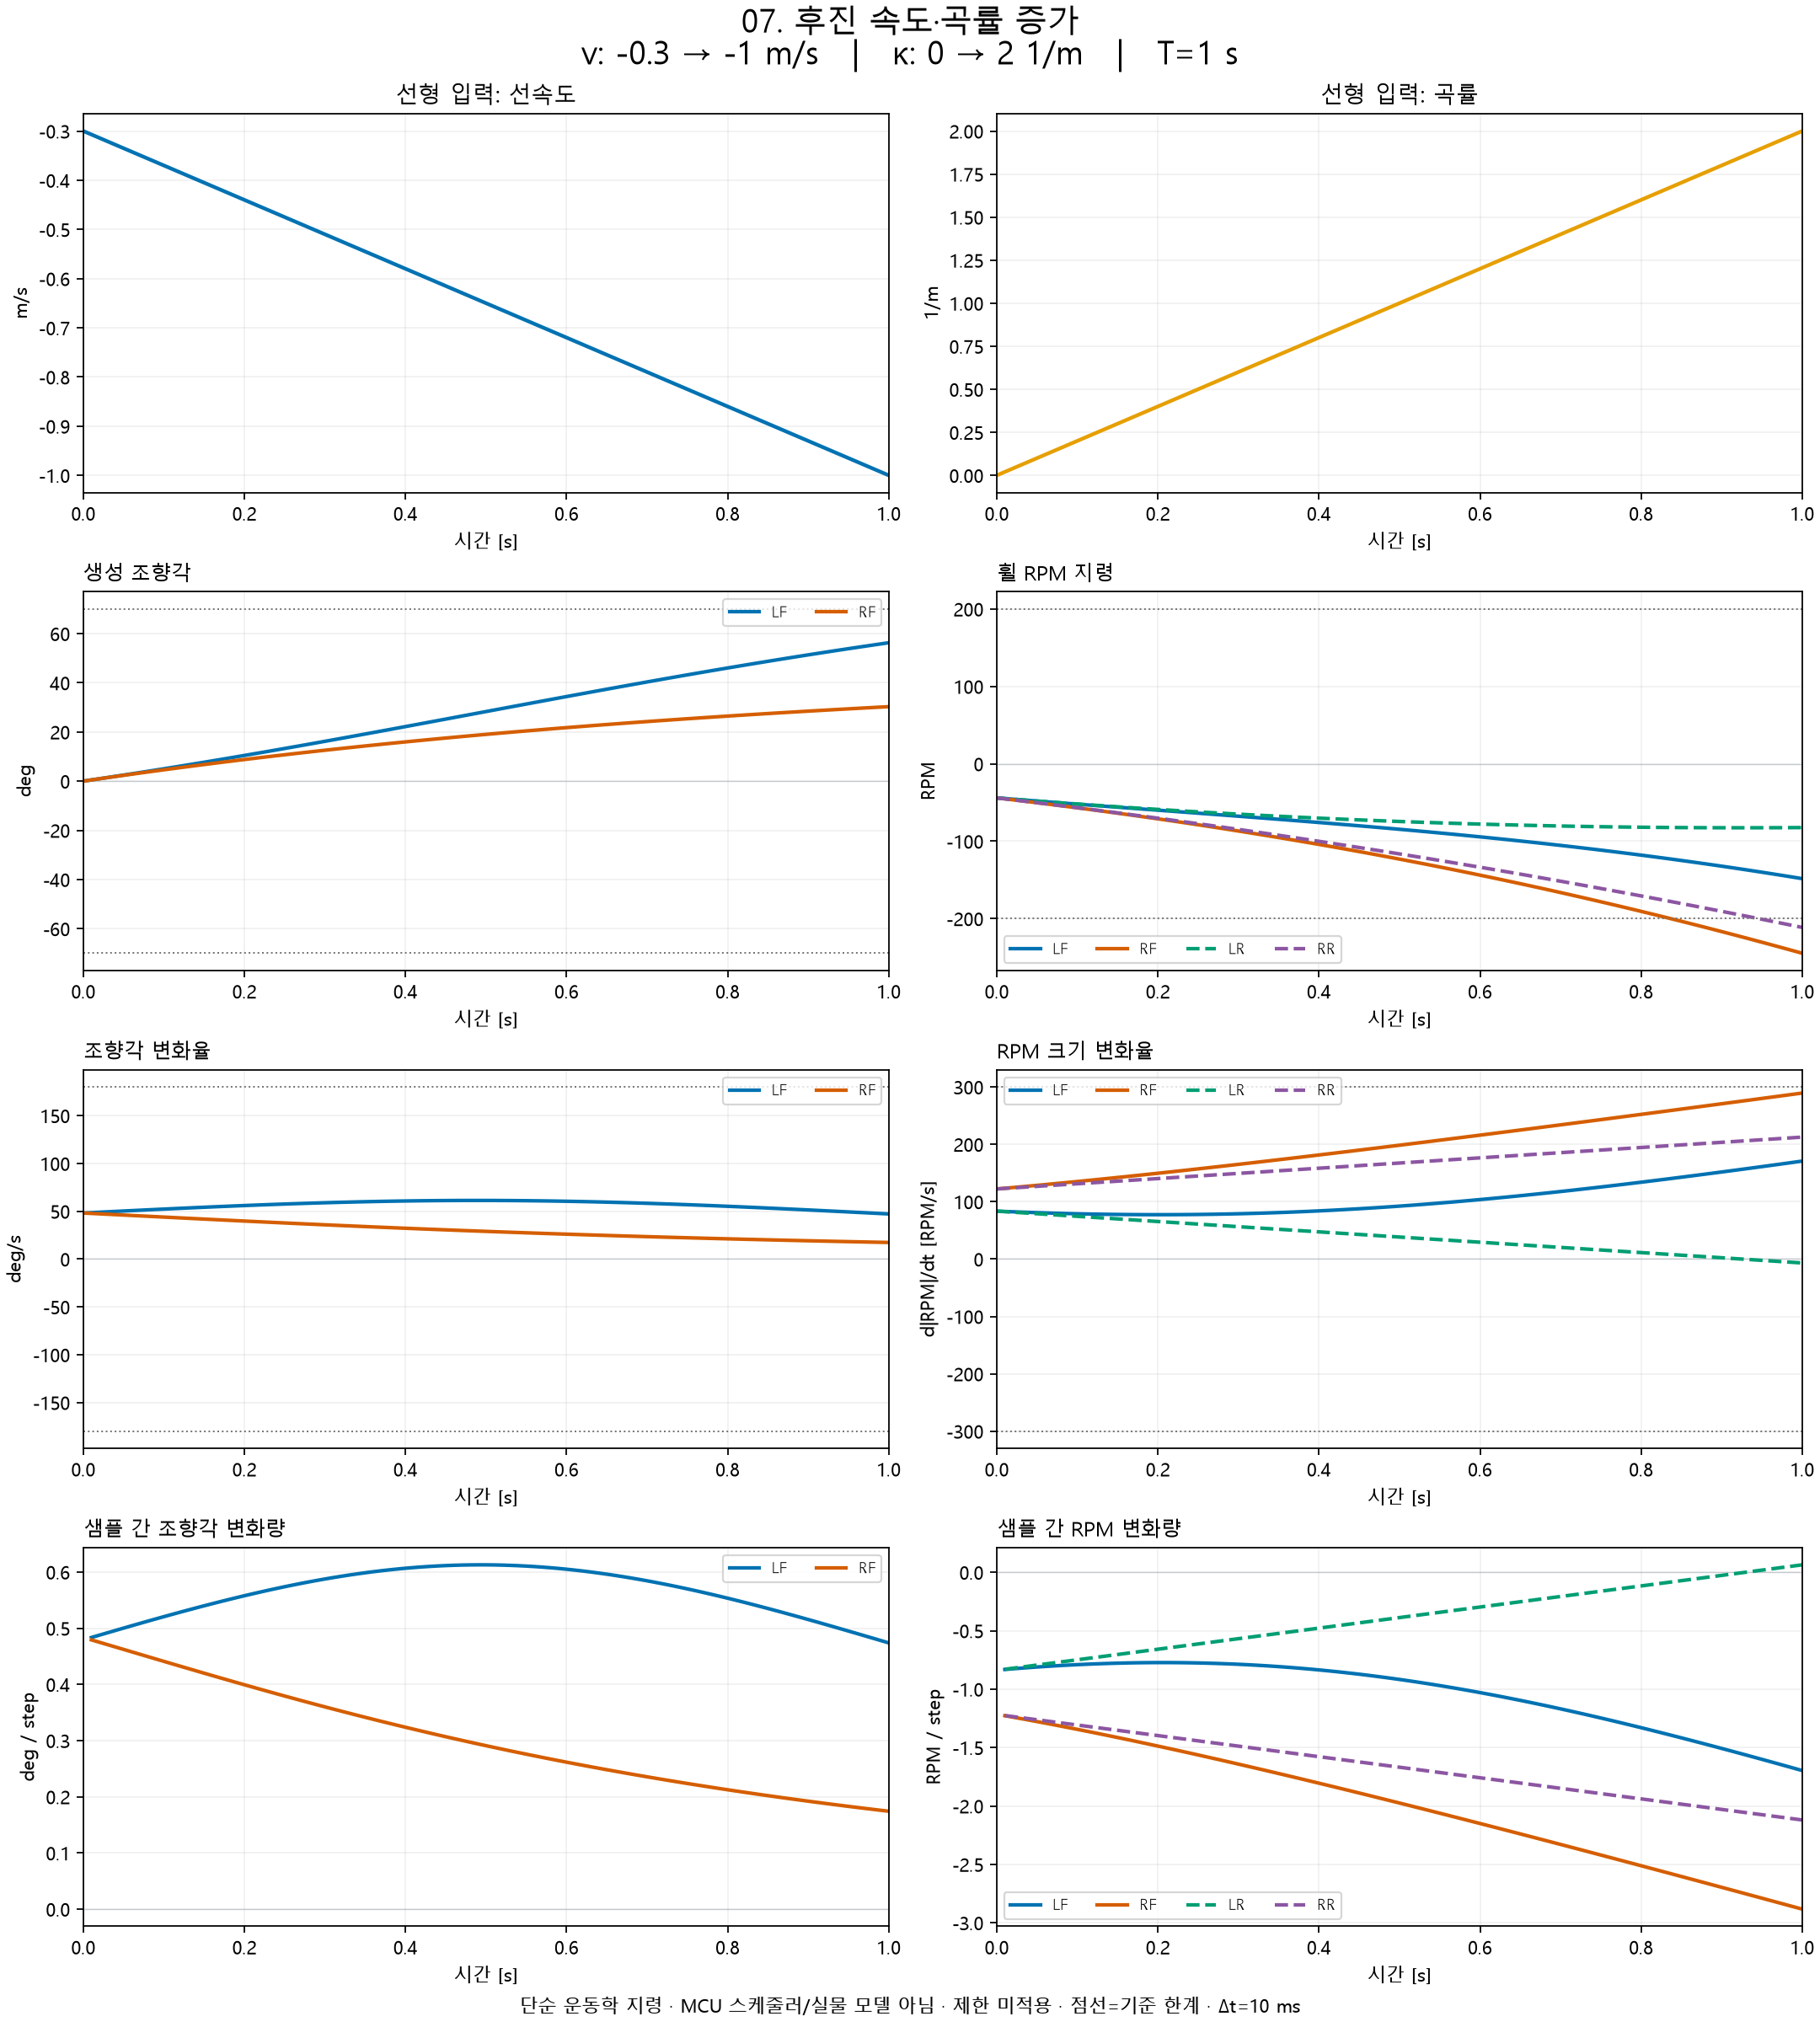 07. 후진 속도·곡률 증가
v: -0.3 → -1 m/s | κ: 0 → 2 1/m | T=1 s
선형 입력: 선속도
-0.3
-0.4
-0.5
-0.6
-0.7
-0.8
-0.9
-1.0
m/s
0.0 0.2 0.4 0.6 0.8 1.0
시간 [s]
선형 입력: 곡률
2.00
1.75
1.50
1.25
1.00
0.75
0.50
0.25
0.00
1/m
0.0 0.2 0.4 0.6 0.8 1.0
시간 [s]
생성 조향각
LF RF
60
40
20
0
-20
-40
-60
deg
0.0 0.2 0.4 0.6 0.8 1.0
시간 [s]
휠 RPM 지령
200
100
0
-100
-200
RPM
LF RF LR RR
0.0 0.2 0.4 0.6 0.8 1.0
시간 [s]
조향각 변화율
LF RF
150
100
50
0
-50
-100
-150
deg/s
0.0 0.2 0.4 0.6 0.8 1.0
시간 [s]
RPM 크기 변화율
LF RF LR RR
300
200
100
0
-100
-200
-300
d|RPM|/dt [RPM/s]
0.0 0.2 0.4 0.6 0.8 1.0
시간 [s]
샘플 간 조향각 변화량
LF RF
0.6
0.5
0.4
0.3
0.2
0.1
0.0
deg / step
0.0 0.2 0.4 0.6 0.8 1.0
시간 [s]
샘플 간 RPM 변화량
0.0
-0.5
-1.0
-1.5
-2.0
-2.5
-3.0
RPM / step
LF RF LR RR
0.0 0.2 0.4 0.6 0.8 1.0
시간 [s]
단순 운동학 지령 · MCU 스케줄러/실물 모델 아님 · 제한 미적용 · 점선=기준 한계 · Δt=10 ms